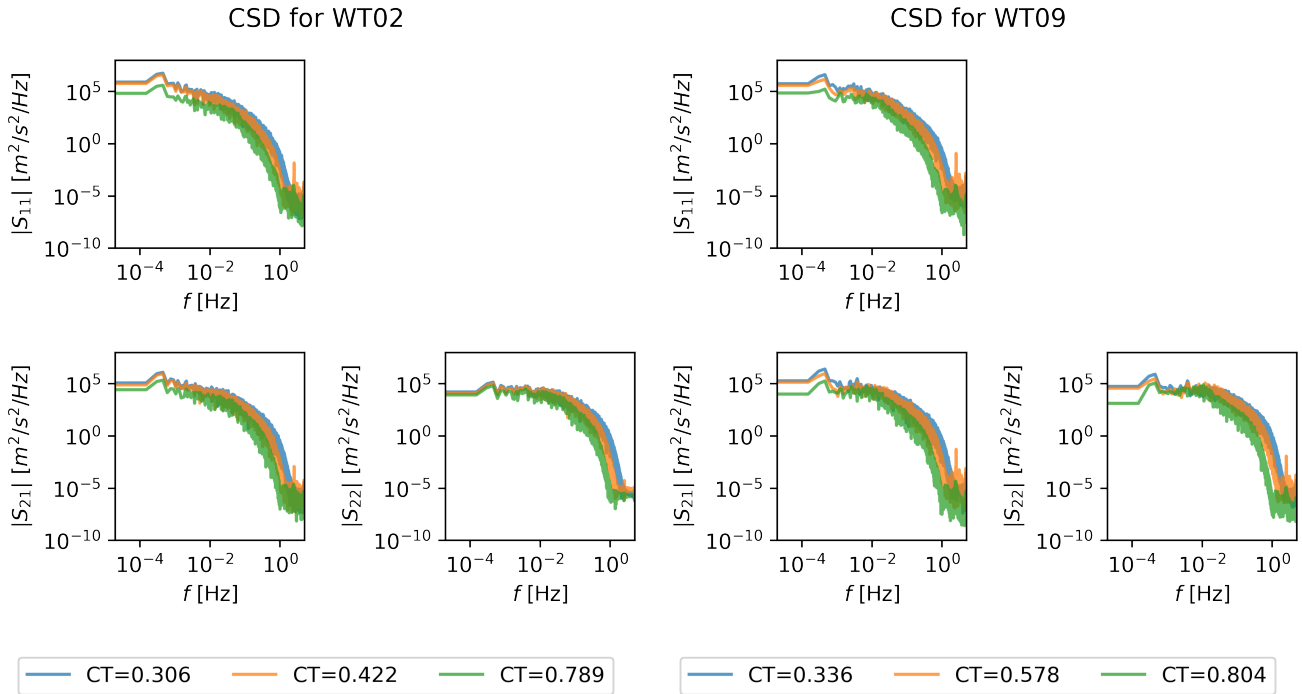 CSD for WT02
|S₁₁| [m²/s²/Hz]
10⁵
10⁰
10⁻⁵
10⁻¹⁰
10⁻⁴ 10⁻² 10⁰
f [Hz]
|S₂₁| [m²/s²/Hz]
10⁵
10⁰
10⁻⁵
10⁻¹⁰
10⁻⁴ 10⁻² 10⁰
f [Hz]
|S₂₂| [m²/s²/Hz]
10⁵
10⁰
10⁻⁵
10⁻¹⁰
10⁻⁴ 10⁻² 10⁰
f [Hz]
CT=0.306 CT=0.422 CT=0.789
CSD for WT09
|S₁₁| [m²/s²/Hz]
10⁵
10⁰
10⁻⁵
10⁻¹⁰
10⁻⁴ 10⁻² 10⁰
f [Hz]
|S₂₁| [m²/s²/Hz]
10⁵
10⁰
10⁻⁵
10⁻¹⁰
10⁻⁴ 10⁻² 10⁰
f [Hz]
|S₂₂| [m²/s²/Hz]
10⁵
10⁰
10⁻⁵
10⁻¹⁰
10⁻⁴ 10⁻² 10⁰
f [Hz]
CT=0.336 CT=0.578 CT=0.804